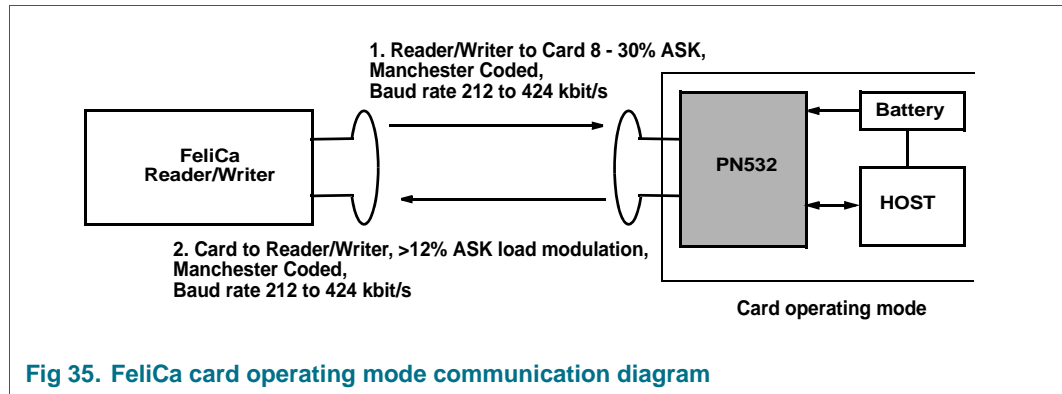 1. Reader/Writer to Card 8 - 30% ASK,
Manchester Coded,
Baud rate 212 to 424 kbit/s
FeliCa
Reader/Writer
PN532
Battery
HOST
2. Card to Reader/Writer, >12% ASK load modulation,
Manchester Coded,
Baud rate 212 to 424 kbit/s
Card operating mode
Fig 35. FeliCa card operating mode communication diagram